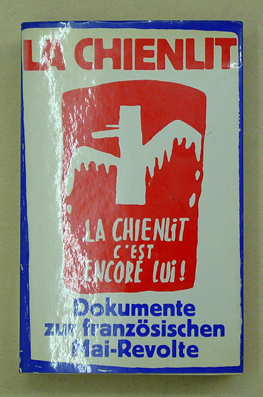 LA CHIENLIT
LA CHIENLiT
C'EST
ENCORE LUi!
Dokumente
zur französischen
Mai-Revolte